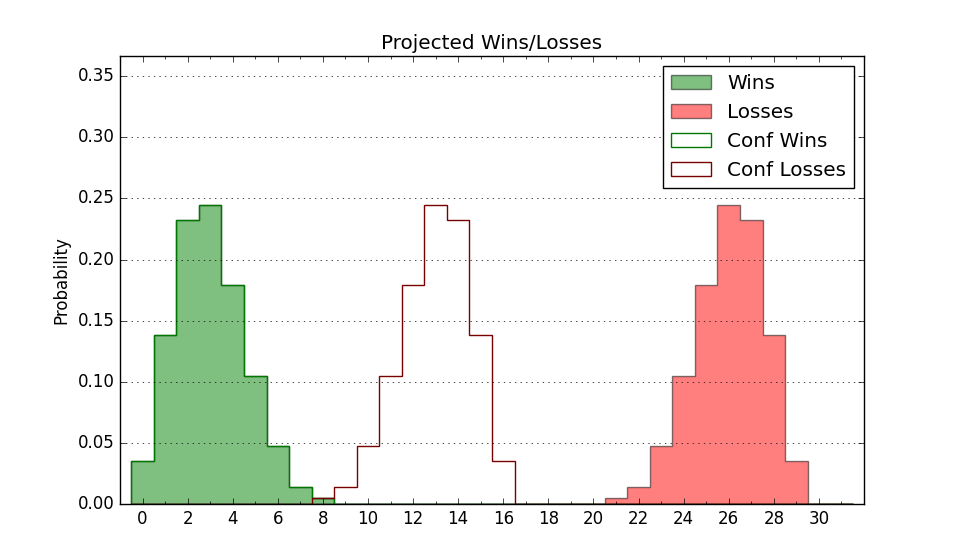 Projected Wins/Losses
0.35
0.30
0.25
0.20
0.15
0.10
0.05
0.00
Probability
Wins
Losses
Conf Wins
Conf Losses
0 2 4 6 8 10 12 14 16 18 20 22 24 26 28 30